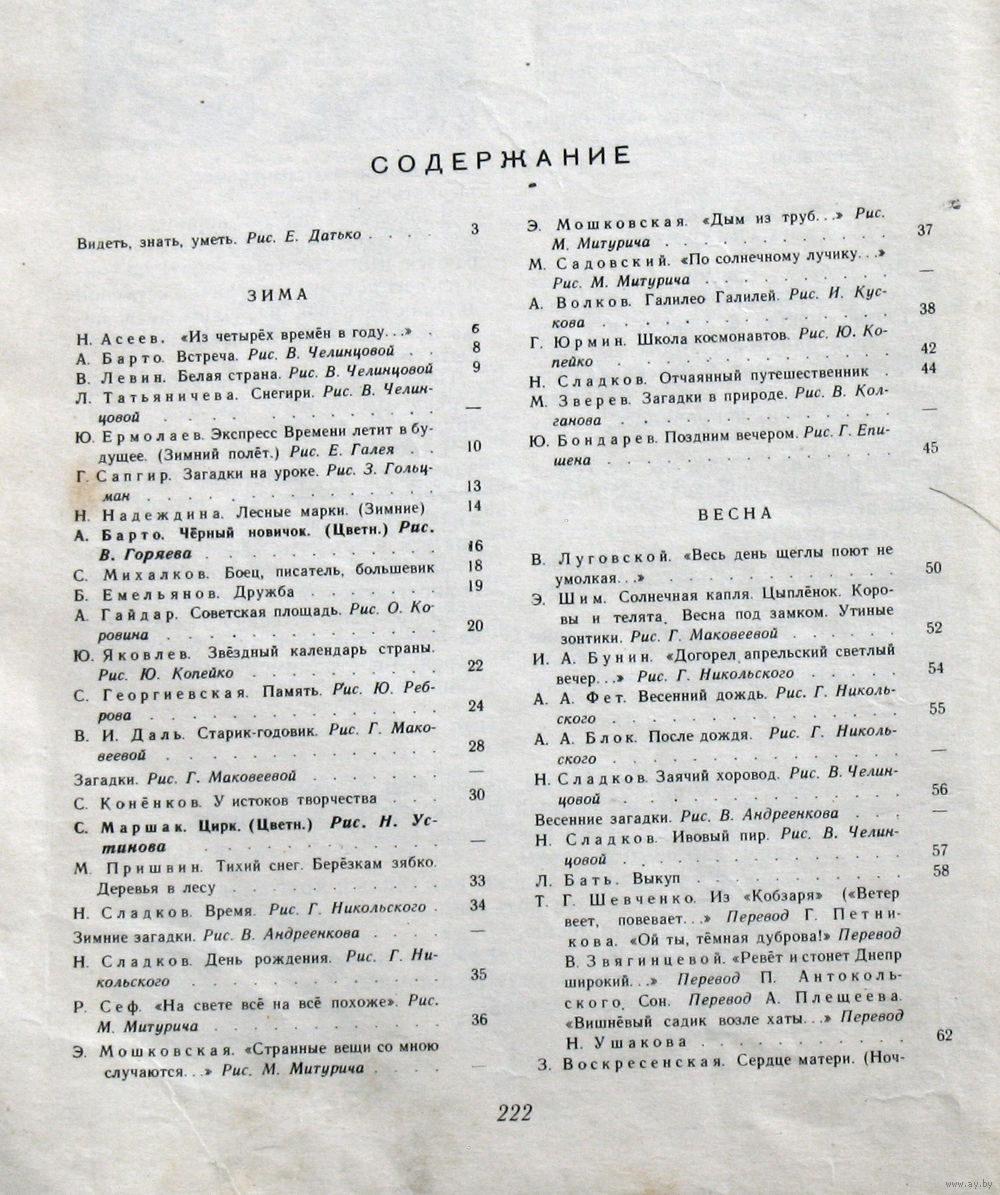 СОДЕРЖАНИЕ
Видеть, знать, уметь. Рис. Е. Датько . . . . 3
ЗИМА
Н. Асеев. «Из четырёх времён в году...» . 6
А. Барто. Встреча. Рис. В. Челинцовой . . 8
В. Левин. Белая страна. Рис. В. Челинцовой 9
Л. Татьяничева. Снегири. Рис. В. Челин-
цовой . . . . . . . . . . . —
Ю. Ермолаев. Экспресс Времени летит в бу-
дущее. (Зимний полёт.) Рис. Е. Галея . . 10
Г. Сапгир. Загадки на уроке. Рис. З. Гольц-
ман . . . . . . . . . . . 13
Н. Надеждина. Лесные марки. (Зимние) 14
А. Барто. Чёрный новичок. (Цветн.) Рис.
В. Горяева . . . . . . . . . 16
С. Михалков. Боец, писатель, большевик 18
Б. Емельянов. Дружба . . . . . . 19
А. Гайдар. Советская площадь. Рис. О. Ко-
ровина . . . . . . . . . . 20
Ю. Яковлев. Звёздный календарь страны.
Рис. Ю. Копейко . . . . . . . 22
С. Георгиевская. Память. Рис. Ю. Реб-
рова . . . . . . . . . . . 24
В. И. Даль. Старик-годовик. Рис. Г. Мако-
веевой . . . . . . . . . . 28
Загадки. Рис. Г. Маковеевой . . . . . . —
С. Конёнков. У истоков творчества . . . 30
С. Маршак. Цирк. (Цветн.) Рис. Н. Ус-
тинова . . . . . . . . . . —
М. Пришвин. Тихий снег. Берёзкам зябко.
Деревья в лесу . . . . . . . . 33
Н. Сладков. Время. Рис. Г. Никольского . 34
Зимние загадки. Рис. В. Андреенкова . . . . —
Н. Сладков. День рождения. Рис. Г. Ни-
кольского . . . . . . . . . . 35
Р. Сеф. «На свете всё на всё похоже». Рис.
М. Митурича . . . . . . . . . 36
Э. Мошковская. «Странные вещи со мною
случаются...» Рис. М. Митурича . . . . —
Э. Мошковская. «Дым из труб...» Рис.
М. Митурича . . . . . . . . . 37
М. Садовский. «По солнечному лучику...»
Рис. М. Митурича . . . . . . . —
А. Волков. Галилео Галилей. Рис. И. Кус-
кова . . . . . . . . . . . 38
Г. Юрмин. Школа космонавтов. Рис. Ю. Ко-
пейко . . . . . . . . . . 42
Н. Сладков. Отчаянный путешественник . 44
М. Зверев. Загадки в природе. Рис. В. Кол-
ганова . . . . . . . . . . —
Ю. Бондарев. Поздним вечером. Рис. Г. Епи-
шена . . . . . . . . . . . 45
ВЕСНА
В. Луговской. «Весь день щеглы поют не
умолкая...» . . . . . . . . . 50
Э. Шим. Солнечная капля. Цыплёнок. Коро-
вы и телята. Весна под замком. Утиные
зонтики. Рис. Г. Маковеевой . . . . . 52
И. А. Бунин. «Догорел апрельский светлый
вечер...» Рис. Г. Никольского . . . . . 54
А. А. Фет. Весенний дождь. Рис. Г. Николь-
ского . . . . . . . . . . . 55
А. А. Блок. После дождя. Рис. Г. Николь-
ского . . . . . . . . . . . —
Н. Сладков. Заячий хоровод. Рис. В. Челин-
цовой . . . . . . . . . . 56
Весенние загадки. Рис. В. Андреенкова . . . —
Н. Сладков. Ивовый пир. Рис. В. Челин-
цовой . . . . . . . . . . 57
Л. Бать. Выкуп . . . . . . . . . 58
Т. Г. Шевченко. Из «Кобзаря» («Ветер
веет, повевает...» Перевод Г. Петни-
кова. «Ой ты, тёмная дуброва!» Перевод
В. Звягинцевой. «Ревёт и стонет Днепр
широкий...» Перевод П. Антоколь-
ского. Сон. Перевод А. Плещеева.
«Вишнёвый садик возле хаты...» Перевод
Н. Ушакова . . . . . . . . . 62
З. Воскресенская. Сердце матери. (Ноч-
222
www.ay.by